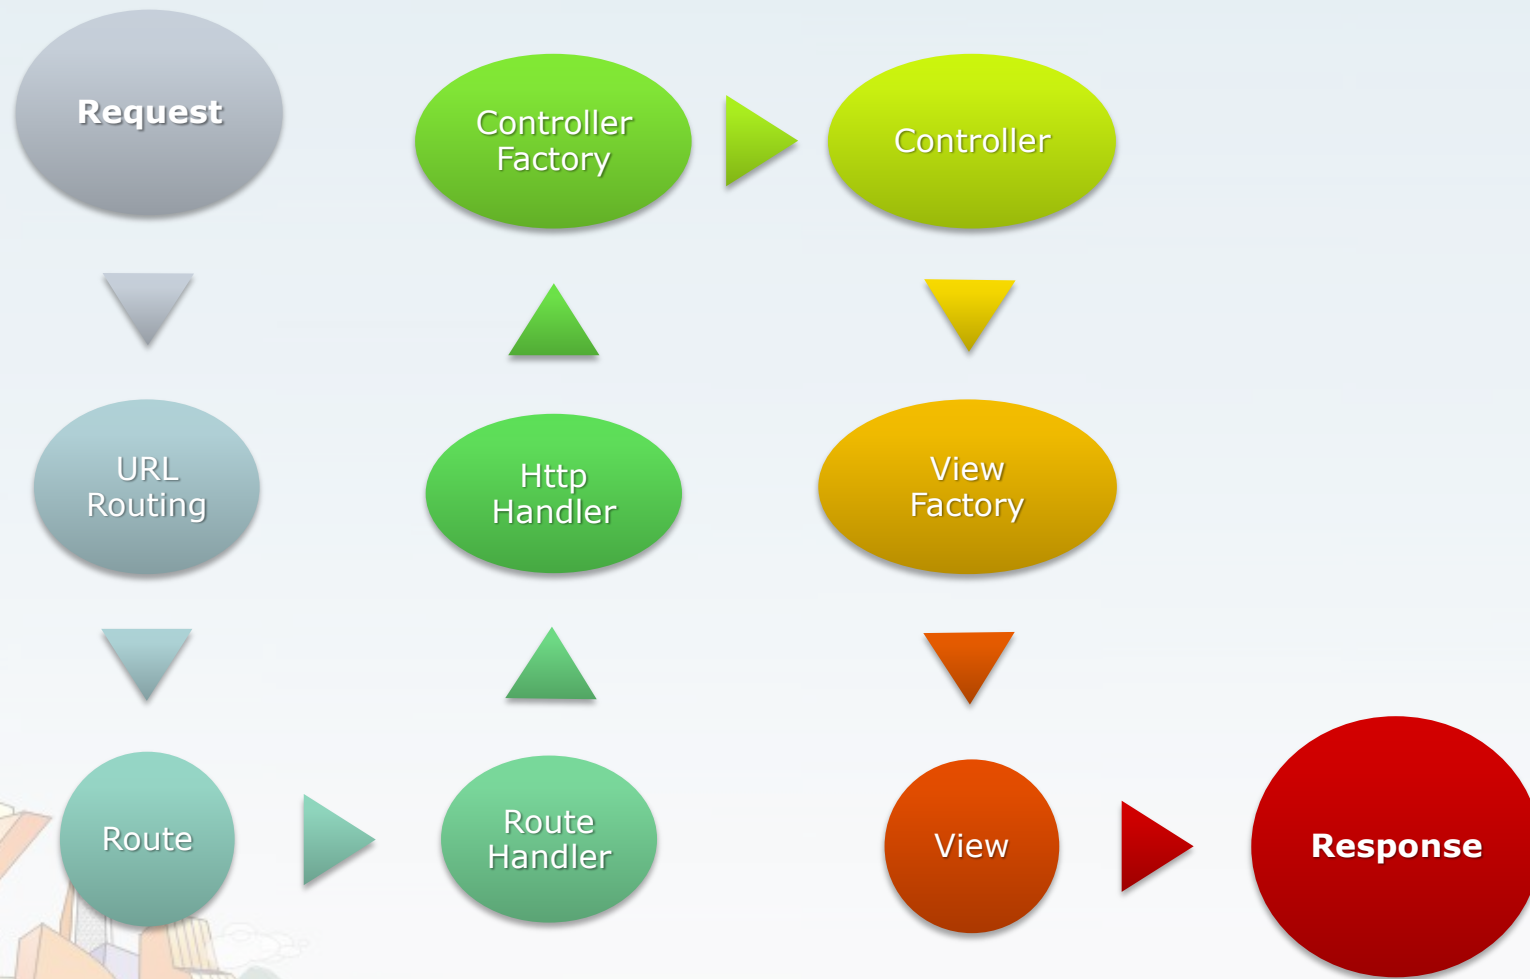 Request
URL
Routing
Route
Route
Handler
Http
Handler
Controller
Factory
Controller
View
Factory
View
Response